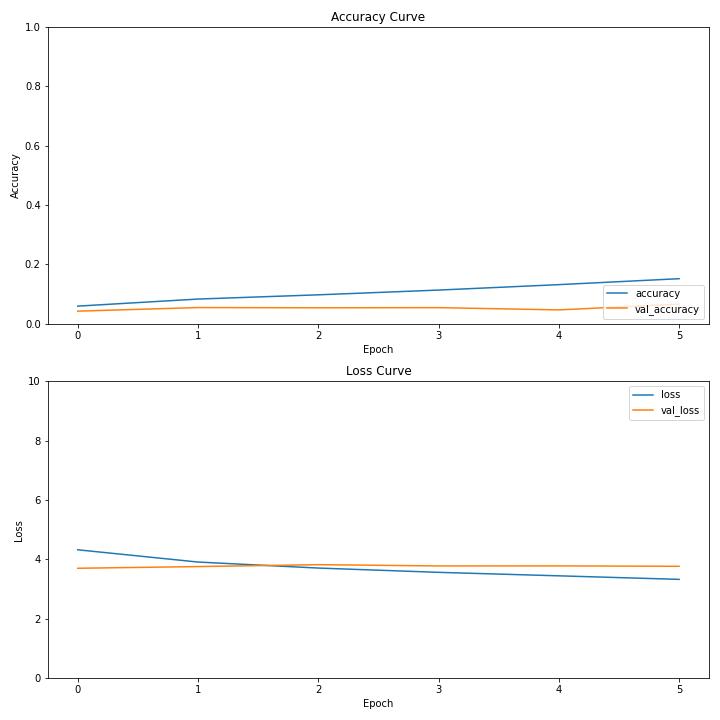 Accuracy Curve
1.0
0.8
0.6
0.4
0.2
0.0
Accuracy
accuracy
val_accuracy
0 1 2 3 4 5
Epoch
Loss Curve
10
8
6
4
2
0
Loss
loss
val_loss
0 1 2 3 4 5
Epoch